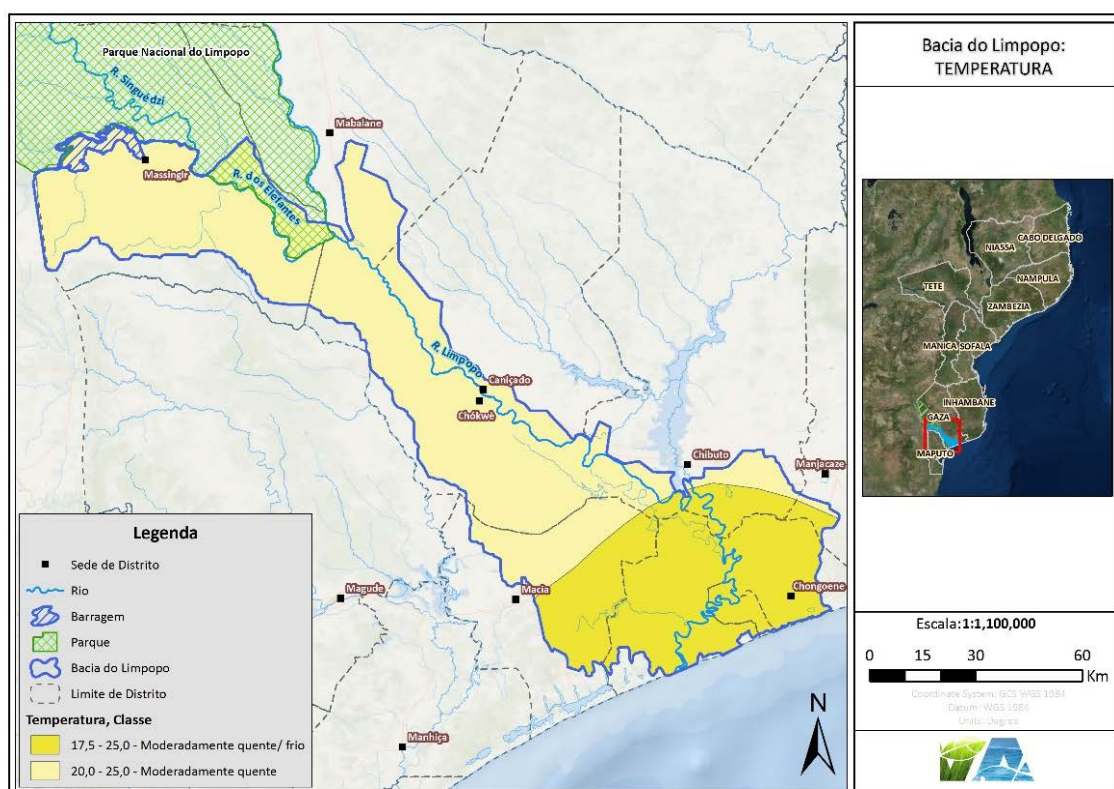 Parque Nacional do Limpopo
R. Singuédzi
Mabalane
Massingir
R. dos Elefantes
R. Limpopo
Caniçado
Chókwè
Chibuto
Manjacaze
Magude
Macia
Chongoene
Manhiça
N
Legenda
Sede de Distrito
Rio
Barragem
Parque
Bacia do Limpopo
Limite de Distrito
Temperatura, Classe
17,5 - 25,0 - Moderadamente quente/ frio
20,0 - 25,0 - Moderadamente quente
Bacia do Limpopo:
TEMPERATURA
CABO DELGADO
NIASSA
NAMPULA
TETE
ZAMBEZIA
MANICA
SOFALA
INHAMBANE
GAZA
MAPUTO
Escala:1:1,100,000
0 15 30 60
Km
Coordinate System: GCS WGS 1984
Datum: WGS 1984
Units: Degree